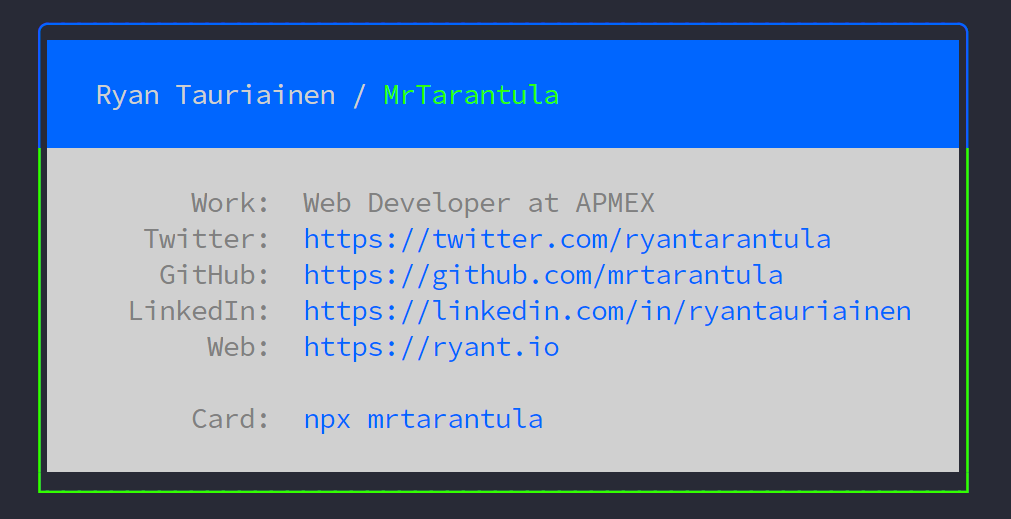 Ryan Tauriainen / MrTarantula
Work: Web Developer at APMEX
Twitter: https://twitter.com/ryantarantula
GitHub: https://github.com/mrtarantula
LinkedIn: https://linkedin.com/in/ryantauriainen
Web: https://ryant.io
Card: npx mrtarantula